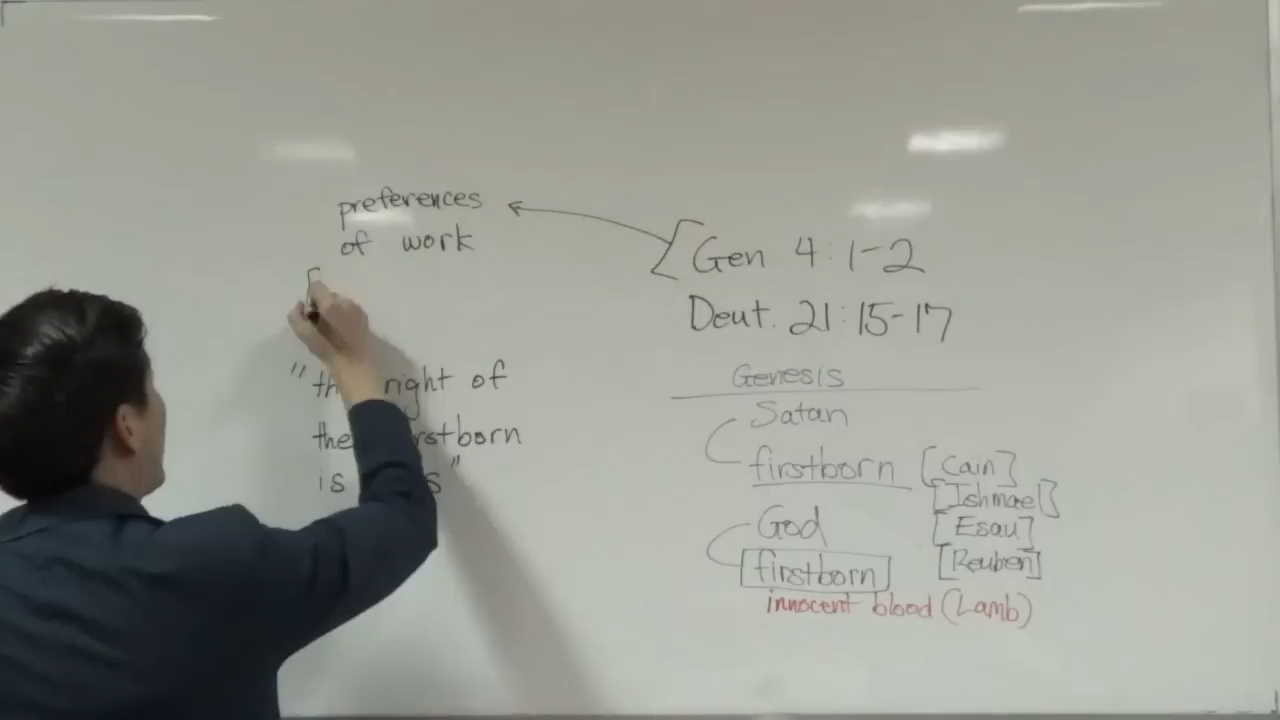 preferences
of work
"th right of
the rstborn
is s"
[Gen 4:1-2
Deut. 21:15-17
Genesis
Satan
firstborn [Cain]
[Ishmael]
God [Esau]
firstborn [Reuben]
innocent blood (Lamb)